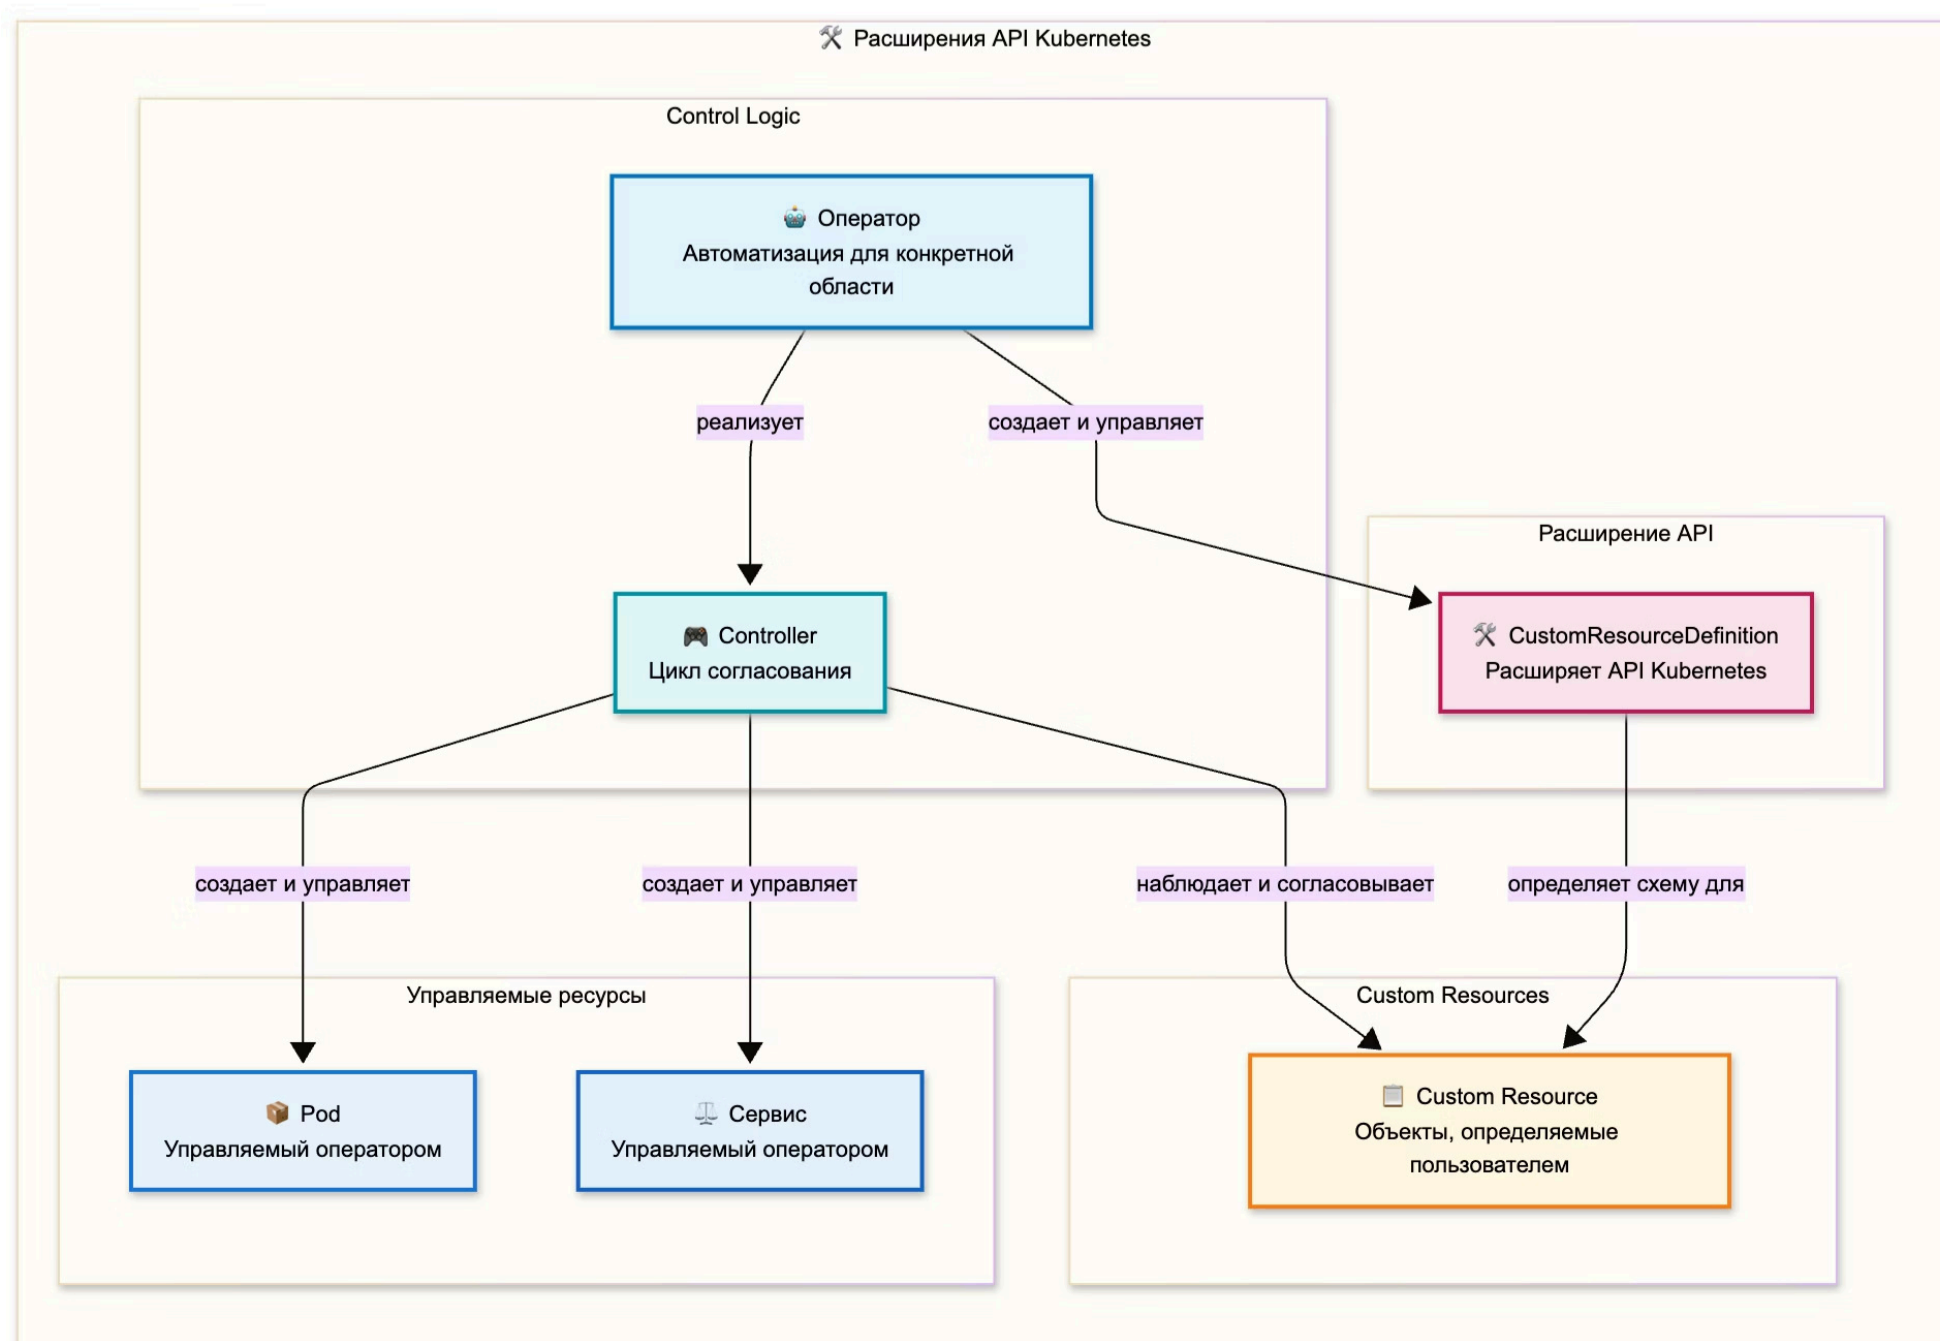 🛠️ Расширения API Kubernetes
Control Logic
🤖 Оператор
Автоматизация для конкретной
области
реализует
создает и управляет
Расширение API
🎮 Controller
Цикл согласования
🛠️ CustomResourceDefinition
Расширяет API Kubernetes
создает и управляет
создает и управляет
наблюдает и согласовывает
определяет схему для
Управляемые ресурсы
Custom Resources
📦 Pod
Управляемый оператором
⚖️ Сервис
Управляемый оператором
📋 Custom Resource
Объекты, определяемые
пользователем